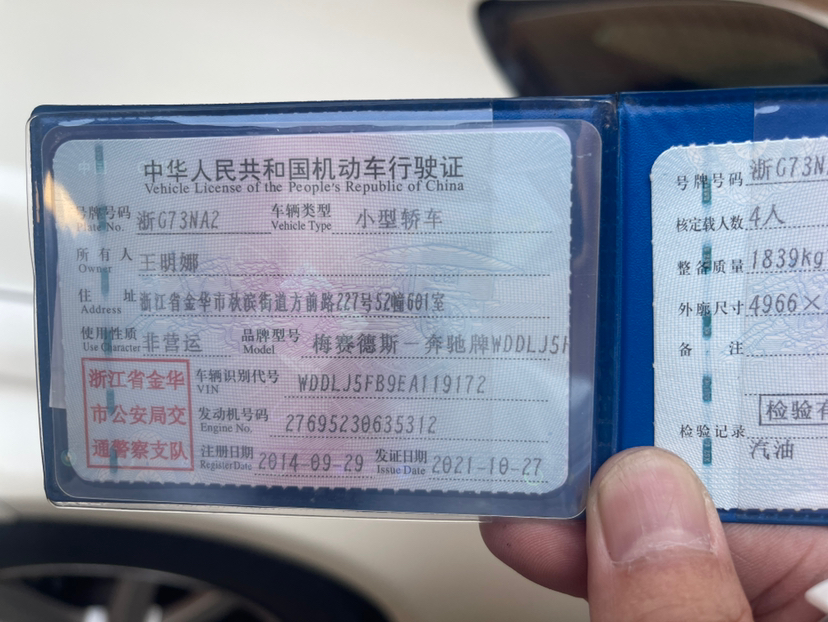 中华人民共和国机动车行驶证
Vehicle License of the People's Republic of China
号牌号码 浙G73NA2 车辆类型 小型轿车
Plate No. Vehicle Type
所有人 王明娜
Owner
住址 浙江省金华市秋滨街道方前路227号52幢601室
Address
使用性质 非营运 品牌型号 梅赛德斯-奔驰牌WDDLJ5F
Use Character Model
浙江省金华
市公安局交
通警察支队
车辆识别代号 WDDLJ5FB9EA119172
VIN
发动机号码 27695230635312
Engine No.
注册日期 2014-09-29 发证日期 2021-10-27
Register Date Issue Date
号牌号码 浙G73NA
核定载人数 4人
整备质量 1839kg
外廓尺寸 4966×
备注
检验有
检验记录
汽油